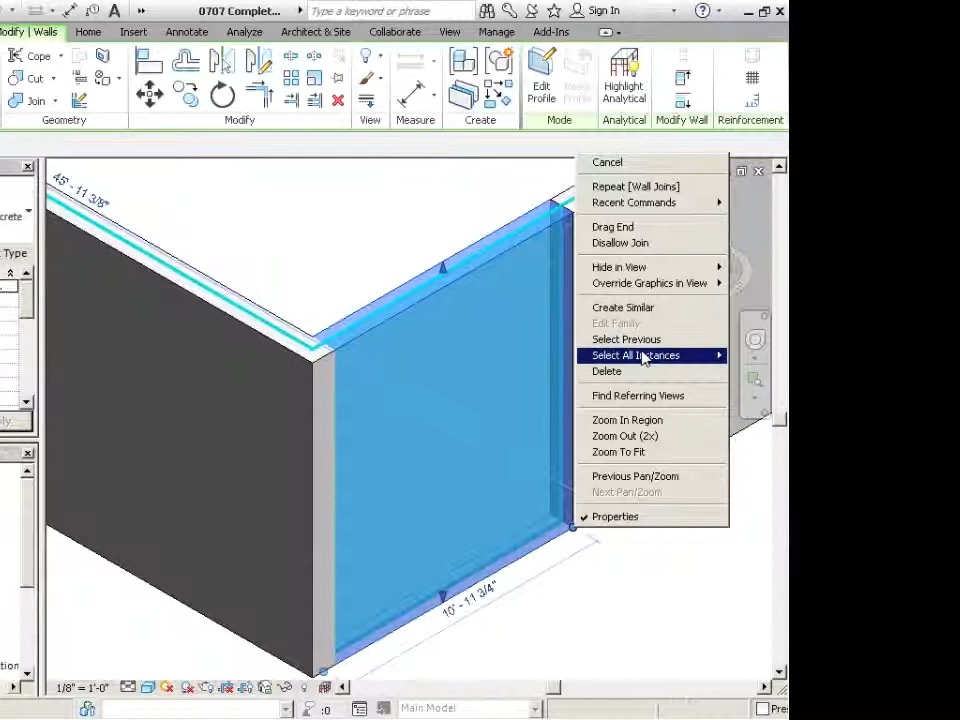 0707 Complet...
Type a keyword or phrase
Sign In
Modify | Walls
Home
Insert
Annotate
Analyze
Architect & Site
Collaborate
View
Manage
Add-Ins
Cope
Cut
Join
Geometry
Modify
View
Measure
Create
Edit
Profile
Mode
Highlight
Analytical
Analytical
Modify Wall
Reinforcement
crete
Type
45' - 11 3/8"
10' - 11 3/4"
Cancel
Repeat [Wall Joins]
Recent Commands
Drag End
Disallow Join
Hide in View
Override Graphics in View
Create Similar
Edit Family
Select Previous
Select All Instances
Delete
Find Referring Views
Zoom In Region
Zoom Out (2x)
Zoom To Fit
Previous Pan/Zoom
Next Pan/Zoom
Properties
1/8" = 1'-0"
:0
Main Model